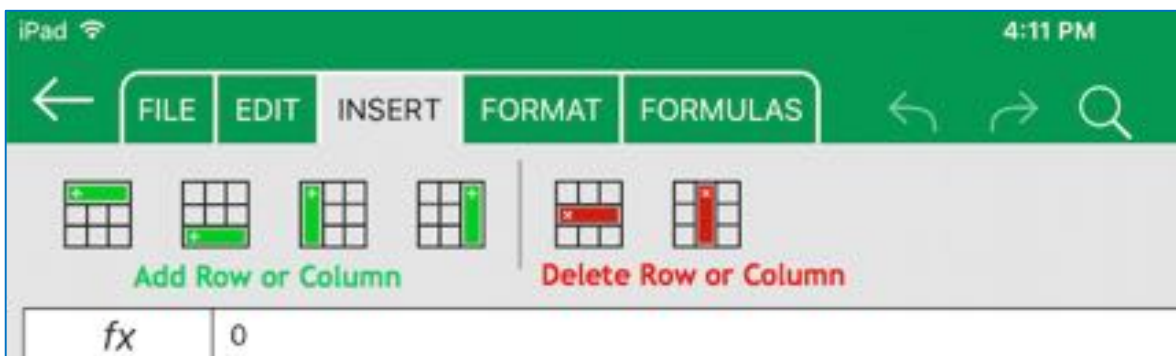 iPad 4:11 PM
FILE EDIT INSERT FORMAT FORMULAS
Add Row or Column Delete Row or Column
fx 0